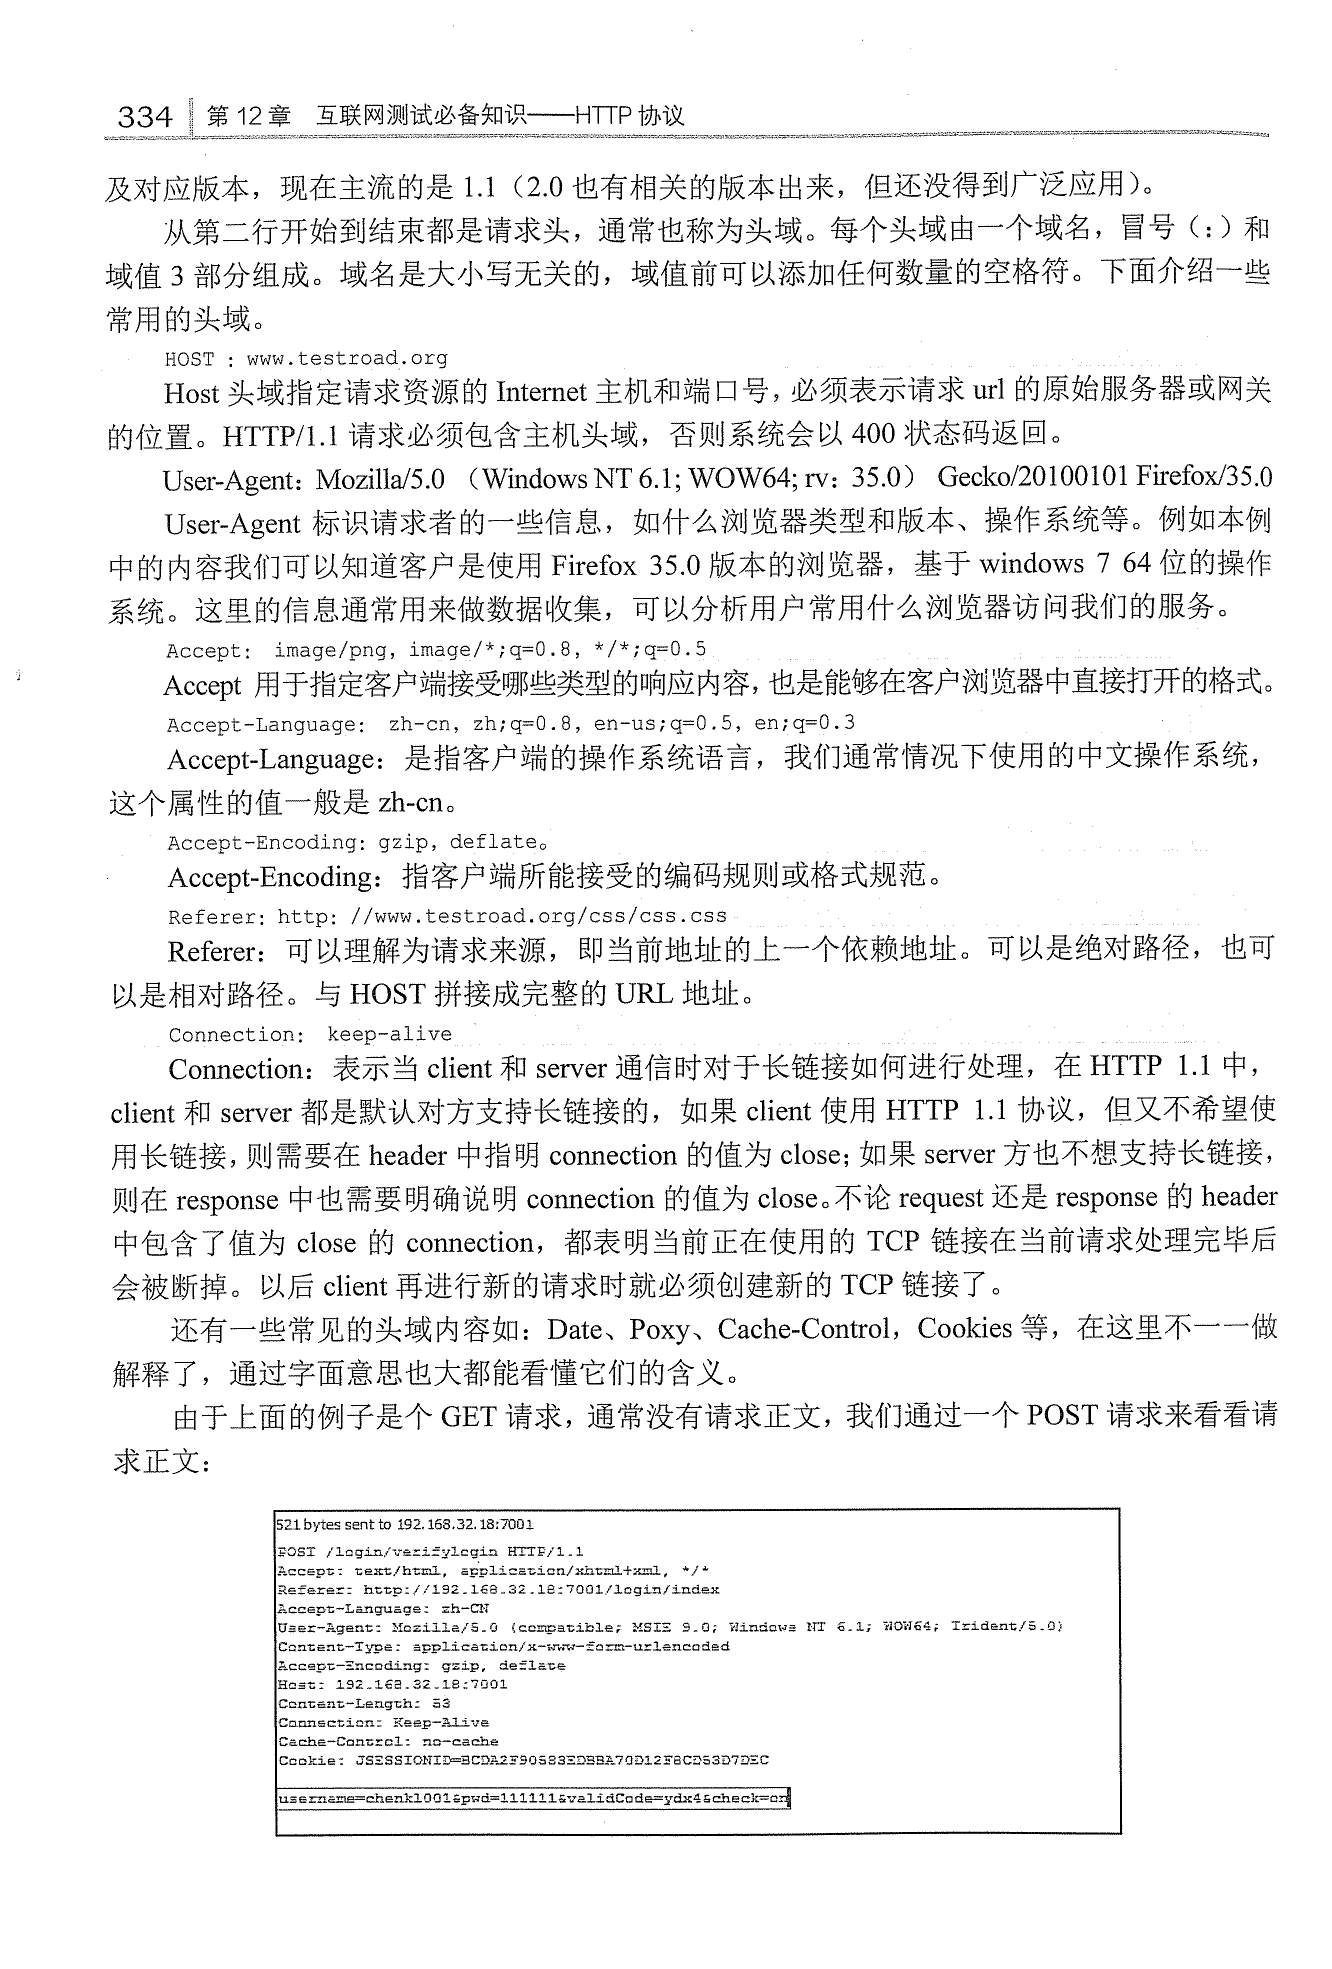 334 第 12 章 互联网测试必备知识——HTTP 协议
及对应版本，现在主流的是 1.1（2.0 也有相关的版本出来，但还没得到广泛应用）。
从第二行开始到结束都是请求头，通常也称为头域。每个头域由一个域名，冒号（:）和
域值 3 部分组成。域名是大小写无关的，域值前可以添加任何数量的空格符。下面介绍一些
常用的头域。
HOST : www.testroad.org
Host 头域指定请求资源的 Internet 主机和端口号，必须表示请求 url 的原始服务器或网关
的位置。HTTP/1.1 请求必须包含主机头域，否则系统会以 400 状态码返回。
User-Agent：Mozilla/5.0 （Windows NT 6.1; WOW64; rv：35.0） Gecko/20100101 Firefox/35.0
User-Agent 标识请求者的一些信息，如什么浏览器类型和版本、操作系统等。例如本例
中的内容我们可以知道客户是使用 Firefox 35.0 版本的浏览器，基于 windows 7 64 位的操作
系统。这里的信息通常用来做数据收集，可以分析用户常用什么浏览器访问我们的服务。
Accept: image/png, image/*;q=0.8, */*;q=0.5
Accept 用于指定客户端接受哪些类型的响应内容，也是能够在客户浏览器中直接打开的格式。
Accept-Language: zh-cn, zh;q=0.8, en-us;q=0.5, en;q=0.3
Accept-Language：是指客户端的操作系统语言，我们通常情况下使用的中文操作系统，
这个属性的值一般是 zh-cn。
Accept-Encoding: gzip, deflate。
Accept-Encoding：指客户端所能接受的编码规则或格式规范。
Referer: http: //www.testroad.org/css/css.css
Referer：可以理解为请求来源，即当前地址的上一个依赖地址。可以是绝对路径，也可
以是相对路径。与 HOST 拼接成完整的 URL 地址。
Connection: keep-alive
Connection：表示当 client 和 server 通信时对于长链接如何进行处理，在 HTTP 1.1 中，
client 和 server 都是默认对方支持长链接的，如果 client 使用 HTTP 1.1 协议，但又不希望使
用长链接，则需要在 header 中指明 connection 的值为 close；如果 server 方也不想支持长链接，
则在 response 中也需要明确说明 connection 的值为 close。不论 request 还是 response 的 header
中包含了值为 close 的 connection，都表明当前正在使用的 TCP 链接在当前请求处理完毕后
会被断掉。以后 client 再进行新的请求时就必须创建新的 TCP 链接了。
还有一些常见的头域内容如：Date、Poxy、Cache-Control，Cookies 等，在这里不一一做
解释了，通过字面意思也大都能看懂它们的含义。
由于上面的例子是个 GET 请求，通常没有请求正文，我们通过一个 POST 请求来看看请
求正文：
521 bytes sent to 192.168.32.18:7001
POST /login/verifylogin HTTP/1.1
Accept: text/html, application/xhtml+xml, */*
Referer: http://192.168.32.18:7001/login/index
Accept-Language: zh-CN
User-Agent: Mozilla/5.0 (compatible; MSIE 9.0; Windows NT 6.1; WOW64; Trident/5.0)
Content-Type: application/x-www-form-urlencoded
Accept-Encoding: gzip, deflate
Host: 192.168.32.18:7001
Content-Length: 53
Connection: Keep-Alive
Cache-Control: no-cache
Cookie: JSESSIONID=BCDA2F90583EDBBA70D12F8CD53D7DEC
username=chenk1001&pwd=111111&validCode=ydx4&check=on